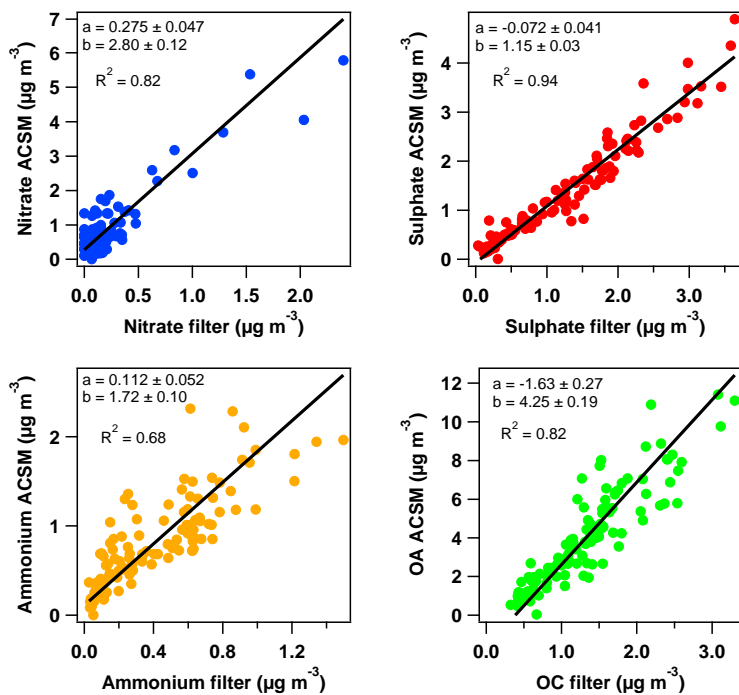 a = 0.275 ± 0.047
b = 2.80 ± 0.12
R² = 0.82
7
6
5
4
3
2
1
0
Nitrate ACSM (µg m⁻³)
0.0
0.5
1.0
1.5
2.0
Nitrate filter (µg m⁻³)
a = -0.072 ± 0.041
b = 1.15 ± 0.03
R² = 0.94
4
3
2
1
0
Sulphate ACSM (µg m⁻³)
0.0
1.0
2.0
3.0
Sulphate filter (µg m⁻³)
a = 0.112 ± 0.052
b = 1.72 ± 0.10
R² = 0.68
2
1
0
Ammonium ACSM (µg m⁻³)
0.0
0.4
0.8
1.2
Ammonium filter (µg m⁻³)
a = -1.63 ± 0.27
b = 4.25 ± 0.19
R² = 0.82
12
10
8
6
4
2
0
OA ACSM (µg m⁻³)
0.0
1.0
2.0
3.0
OC filter (µg m⁻³)